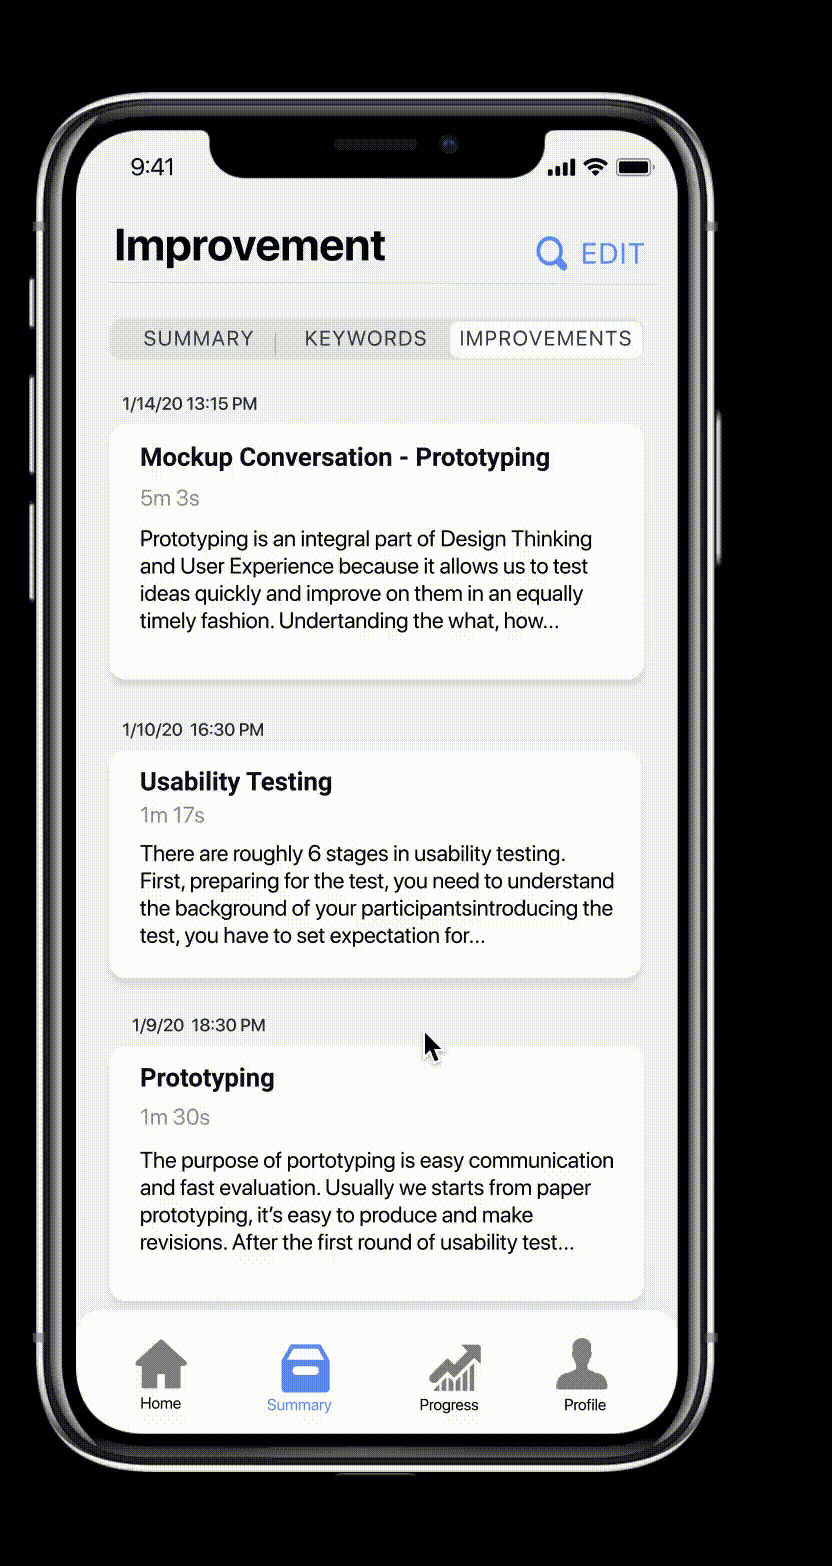 9:41
Improvement
EDIT
SUMMARY KEYWORDS IMPROVEMENTS
1/14/20 13:15 PM
Mockup Conversation - Prototyping
5m 3s
Prototyping is an integral part of Design Thinking
and User Experience because it allows us to test
ideas quickly and improve on them in an equally
timely fashion. Undertanding the what, how...
1/10/20 16:30 PM
Usability Testing
1m 17s
There are roughly 6 stages in usability testing.
First, preparing for the test, you need to understand
the background of your participantsintroducing the
test, you have to set expectation for...
1/9/20 18:30 PM
Prototyping
1m 30s
The purpose of portotyping is easy communication
and fast evaluation. Usually we starts from paper
prototyping, it's easy to produce and make
revisions. After the first round of usability test...
Home Summary Progress Profile